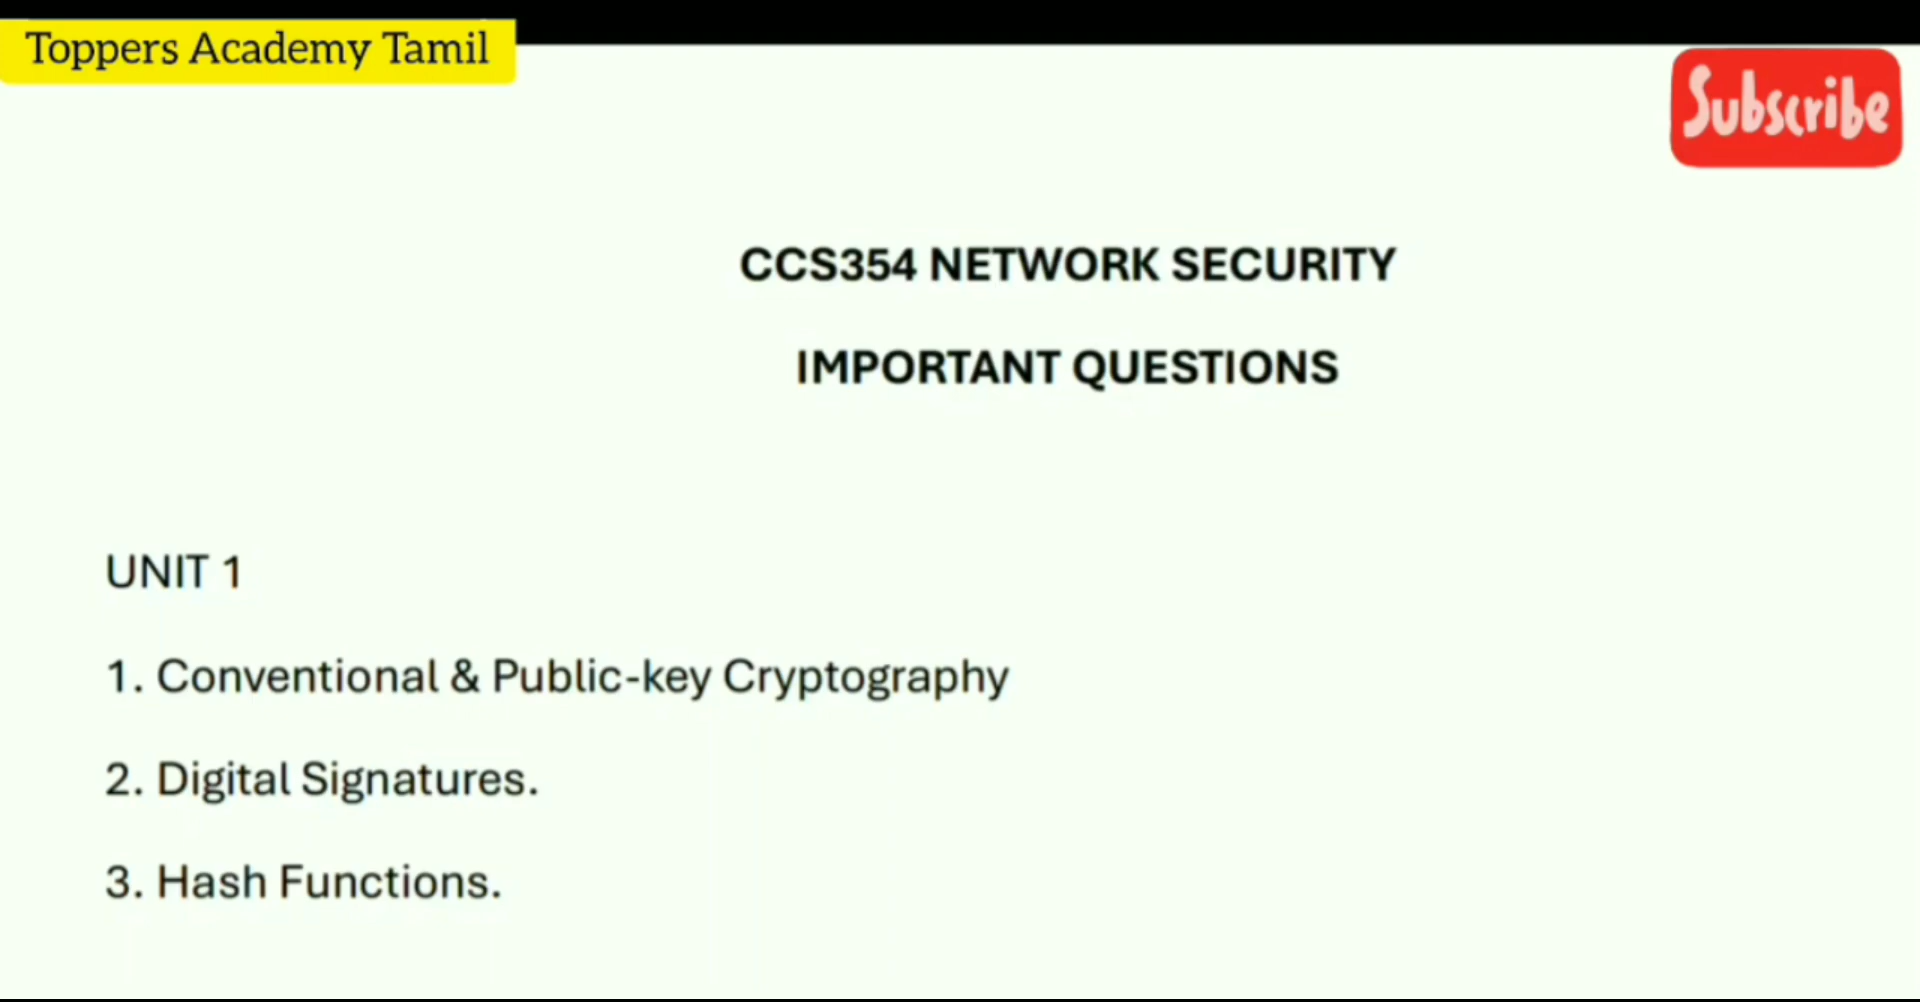 Toppers Academy Tamil
Subscribe
CCS354 NETWORK SECURITY
IMPORTANT QUESTIONS
UNIT 1
1. Conventional & Public-key Cryptography
2. Digital Signatures.
3. Hash Functions.